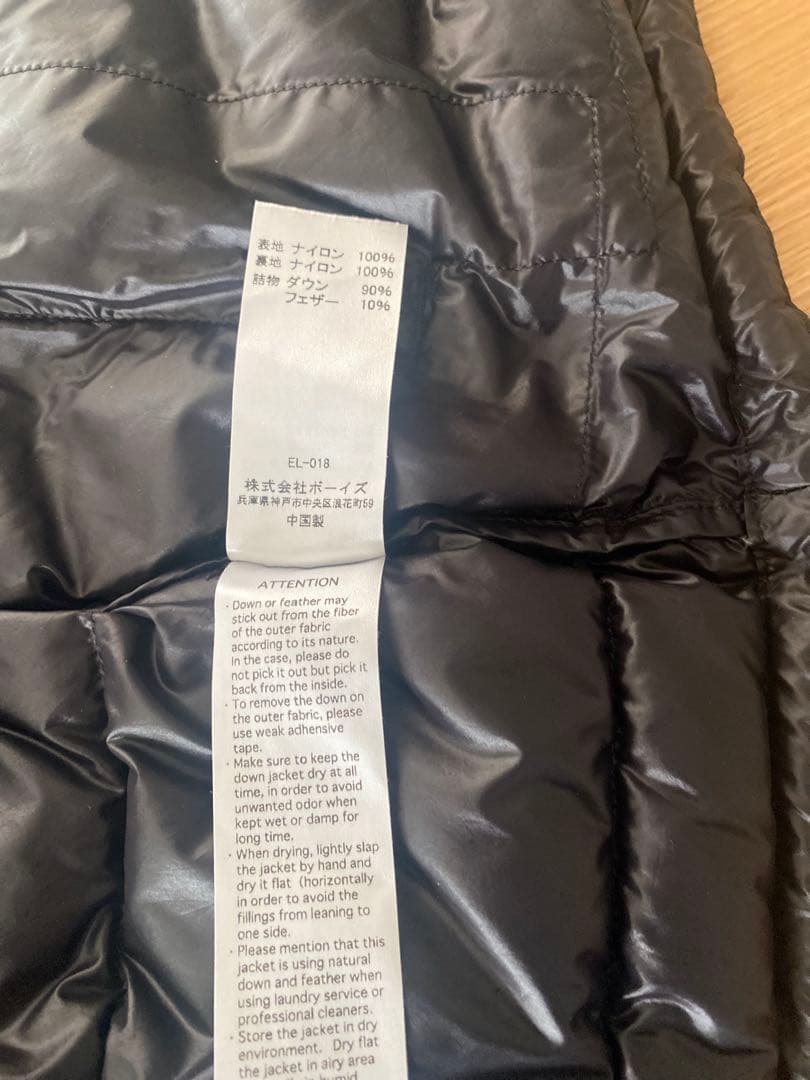 表地 ナイロン 100%
裏地 ナイロン 100%
詰物 ダウン 90%
フェザー 10%
EL-018
株式会社ボーイズ
兵庫県神戸市中央区浪花町59
中国製
ATTENTION
・Down or feather may
stick out from the fiber
of the outer fabric
according to its nature.
In the case, please do
not pick it out but pick it
back from the inside.
・To remove the down on
the outer fabric, please
use weak adhensive
tape.
・Make sure to keep the
down jacket dry at all
time, in order to avoid
unwanted odor when
kept wet or damp for
long time.
・When drying, lightly slap
the jacket by hand and
dry it flat (horizontally
in order to avoid the
fillings from leaning to
one side.
・Please mention that this
jacket is using natural
down and feather when
using laundry service or
professional cleaners.
・Store the jacket in dry
environment. Dry flat
the jacket in airy area